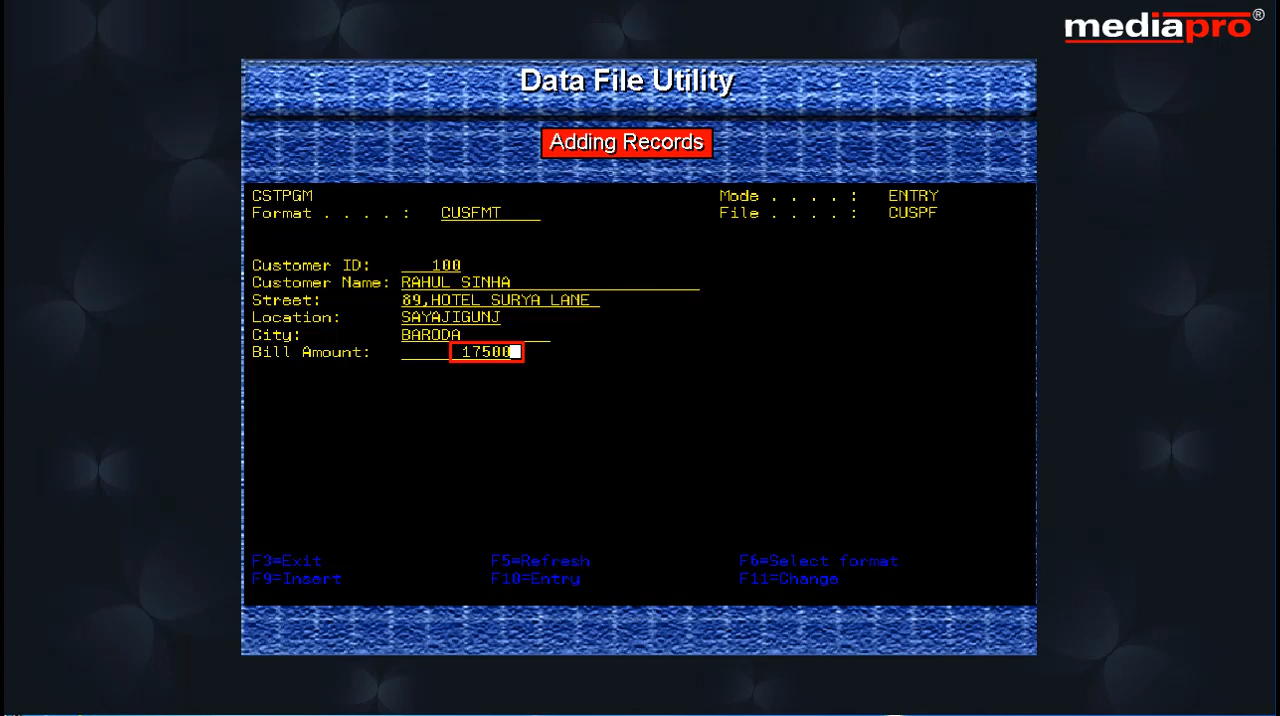 mediapro®
Data File Utility
Adding Records
CSTPGM Mode . . . . : ENTRY
Format . . . . : CUSFMT File . . . . : CUSPF
Customer ID: 100
Customer Name: RAHUL SINHA
Street: 89,HOTEL SURYA LANE
Location: SAYAJIGUNJ
City: BARODA
Bill Amount: 17500
F3=Exit F5=Refresh F6=Select format
F9=Insert F10=Entry F11=Change